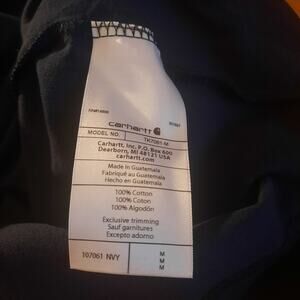 carhartt
MODEL NO. TK7061-M
Carhartt, Inc. P.O. Box 600
Dearborn, MI 48121 USA
carhartt.com
Made in Guatemala
Fabriqué au Guatemala
Hecho en Guatemala
100% Cotton
100% Coton
100% Algodón
Exclusive trimming
Sauf garnitures
Excepto adorno
107061 NVY M
M
M